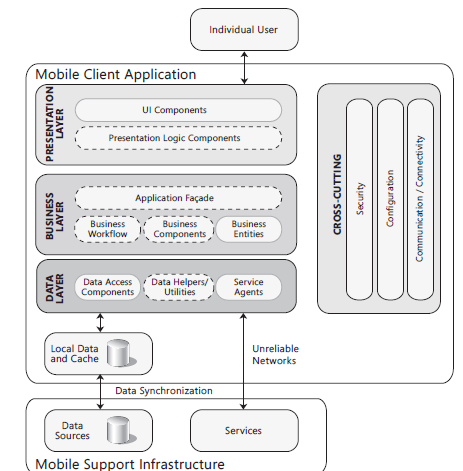 Individual User
Mobile Client Application
PRESENTATION
LAYER
UI Components
Presentation Logic Components
BUSINESS
LAYER
Application Façade
Business
Workflow
Business
Components
Business
Entities
DATA
LAYER
Data Access
Components
Data Helpers/
Utilities
Service
Agents
CROSS-CUTTING
Security
Configuration
Communication / Connectivity
Local Data
and Cache
Unreliable
Networks
Data Synchronization
Data
Sources
Services
Mobile Support Infrastructure